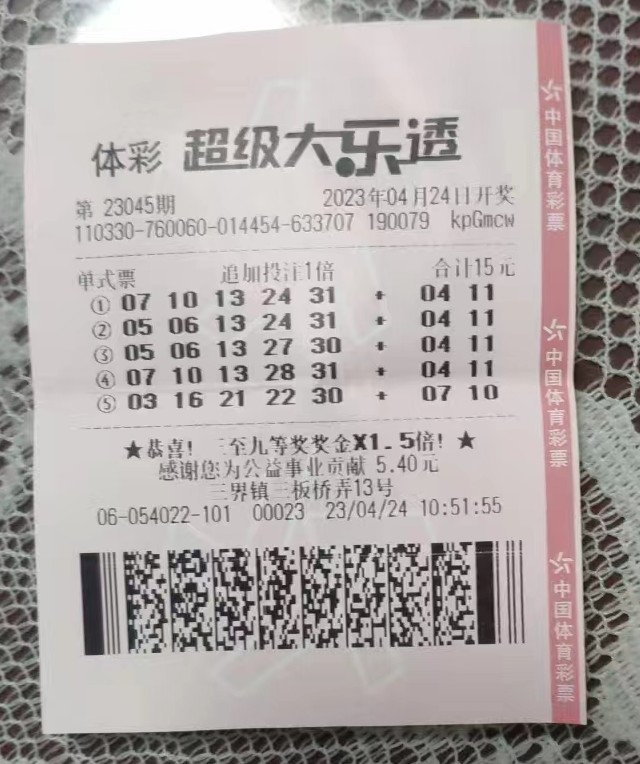 体彩 超级大乐透
第 23045期 2023年04月24日开奖
110330-760060-014454-633707 190079 kpGmcw
单式票 追加投注1倍 合计15元
① 07 10 13 24 31 + 04 11
② 05 06 13 24 31 + 04 11
③ 05 06 13 27 30 + 04 11
④ 07 10 13 28 31 + 04 11
⑤ 03 16 21 22 30 + 07 10
★恭喜! 三至九等奖奖金X1.5倍! ★
感谢您为公益事业贡献 5.40元
三界镇三板桥弄13号
06-054022-101 00023 23/04/24 10:51:55
中国体育彩票
中国体育彩票
中国体育彩票